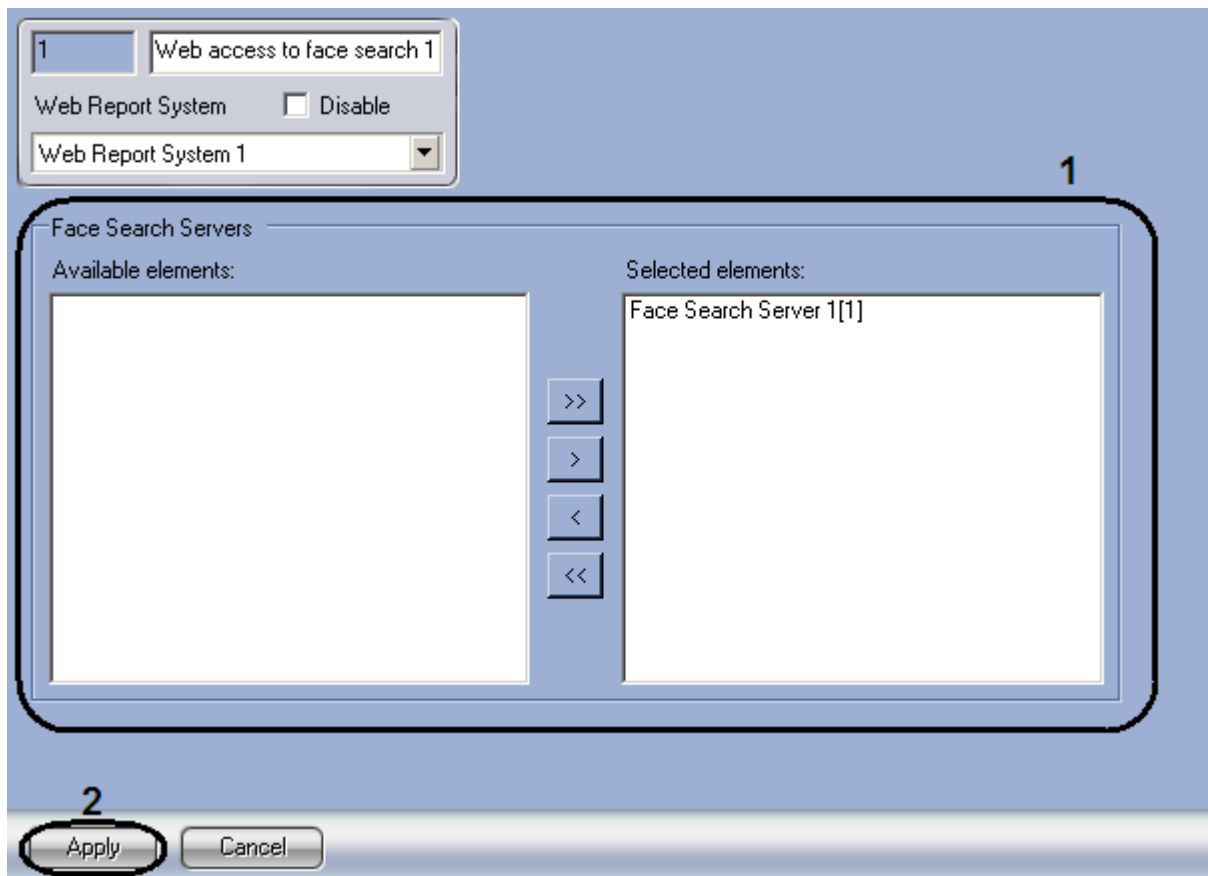 1 Web access to face search 1
Web Report System Disable
Web Report System 1
1
Face Search Servers
Available elements: Selected elements:
Face Search Server 1[1]
>>
>
<
<<
2
Apply Cancel